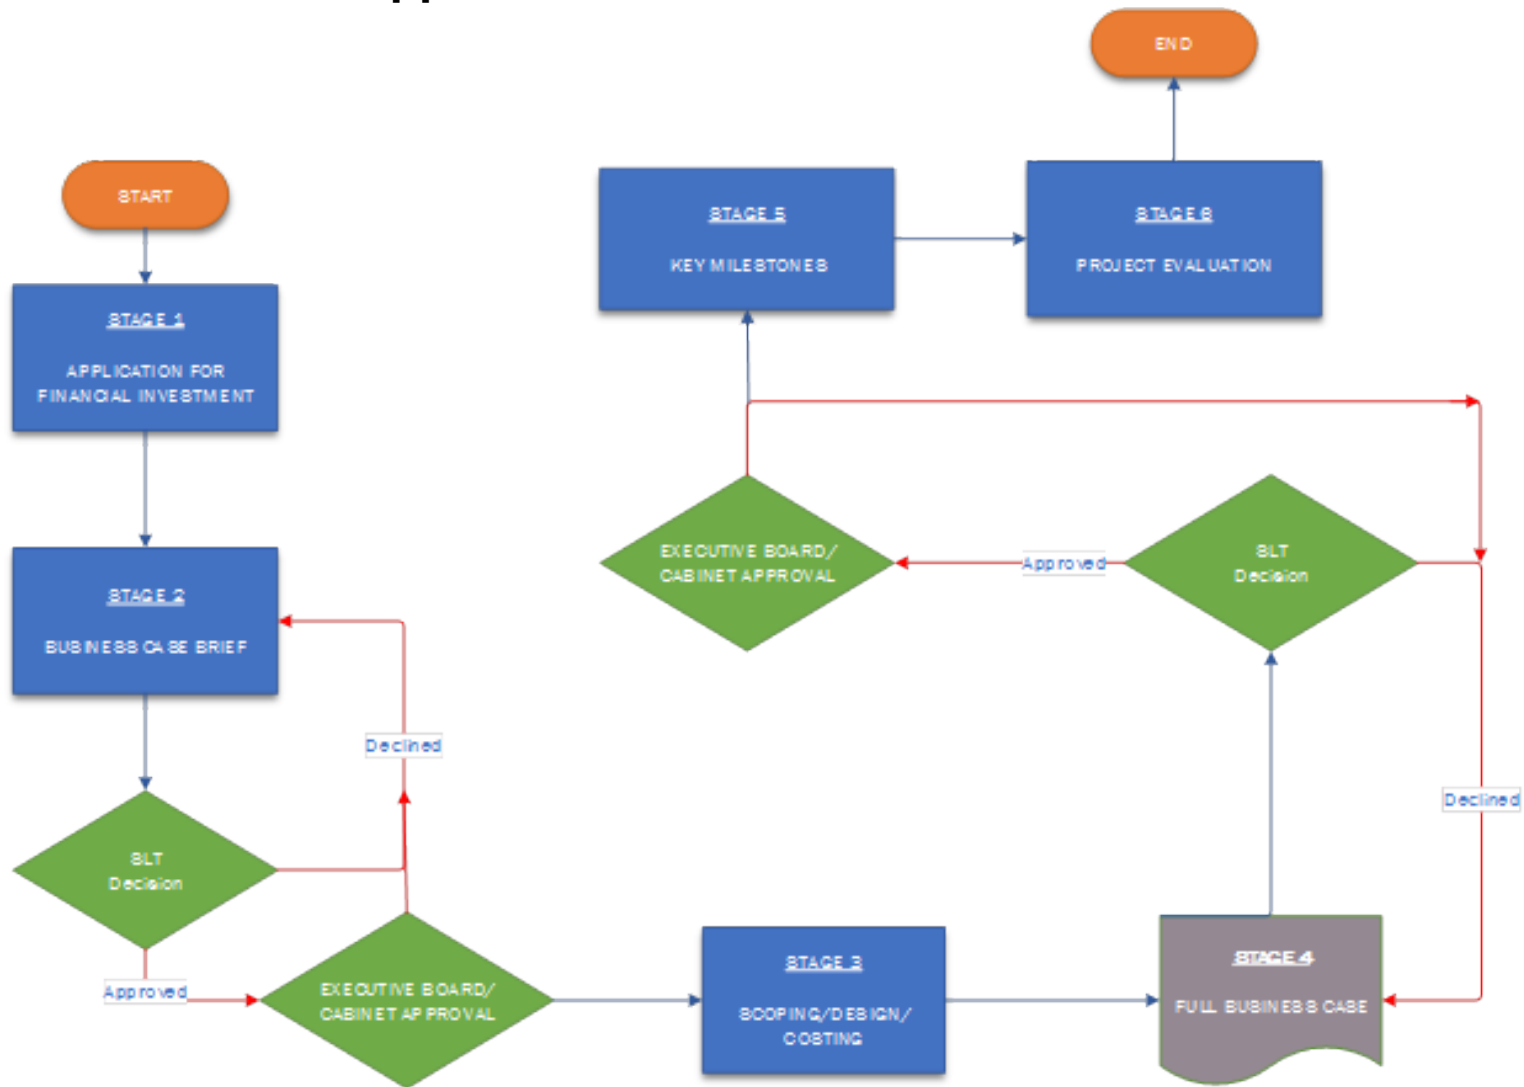 START
STAGE 1
APPLICATION FOR
FINANCIAL INVESTMENT
STAGE 2
BUSINESS CASE BRIEF
Declined
SLT
Decision
Approved
EXECUTIVE BOARD/
CABINET APPROVAL
STAGE 3
SCOPING/DESIGN/
COSTING
STAGE 4
FULL BUSINESS CASE
Declined
SLT
Decision
Approved
EXECUTIVE BOARD/
CABINET APPROVAL
STAGE 5
KEY MILESTONES
STAGE 6
PROJECT EVALUATION
END